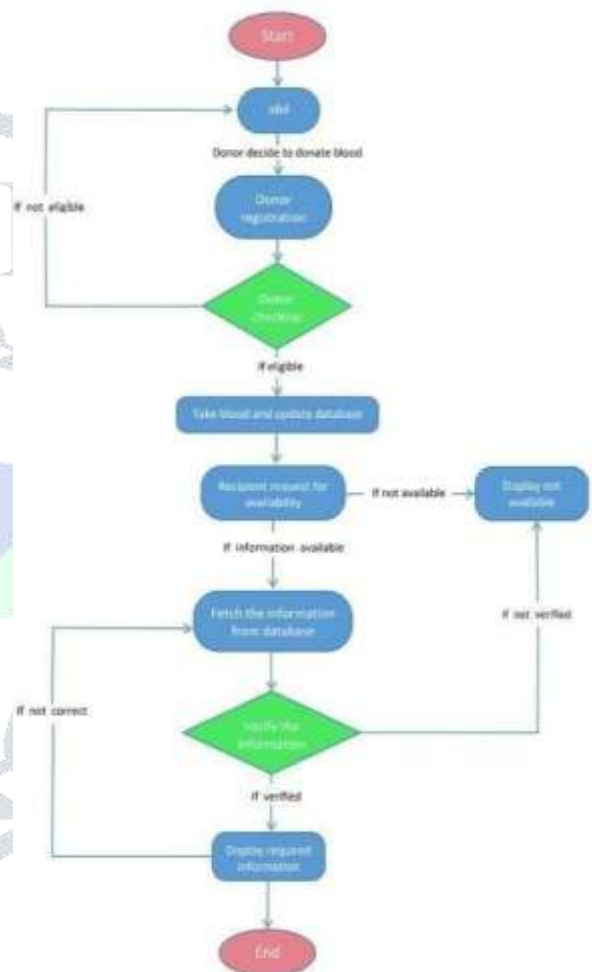 Start
idol
Donor decide to donate blood
If not eligible
Donor
registration
Donor
checkup
If eligible
Take blood and update database
Recipient request for
availability
If not available
Display not
available
If information available
Fetch the information
from database
If not verified
If not correct
Verify the
information
If verified
Display required
information
End